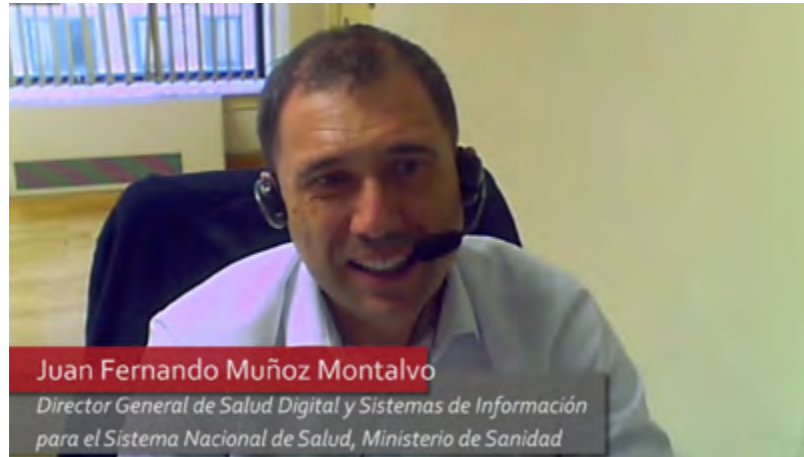 Juan Fernando Muñoz Montalvo
Director General de Salud Digital y Sistemas de Información
para el Sistema Nacional de Salud, Ministerio de Sanidad